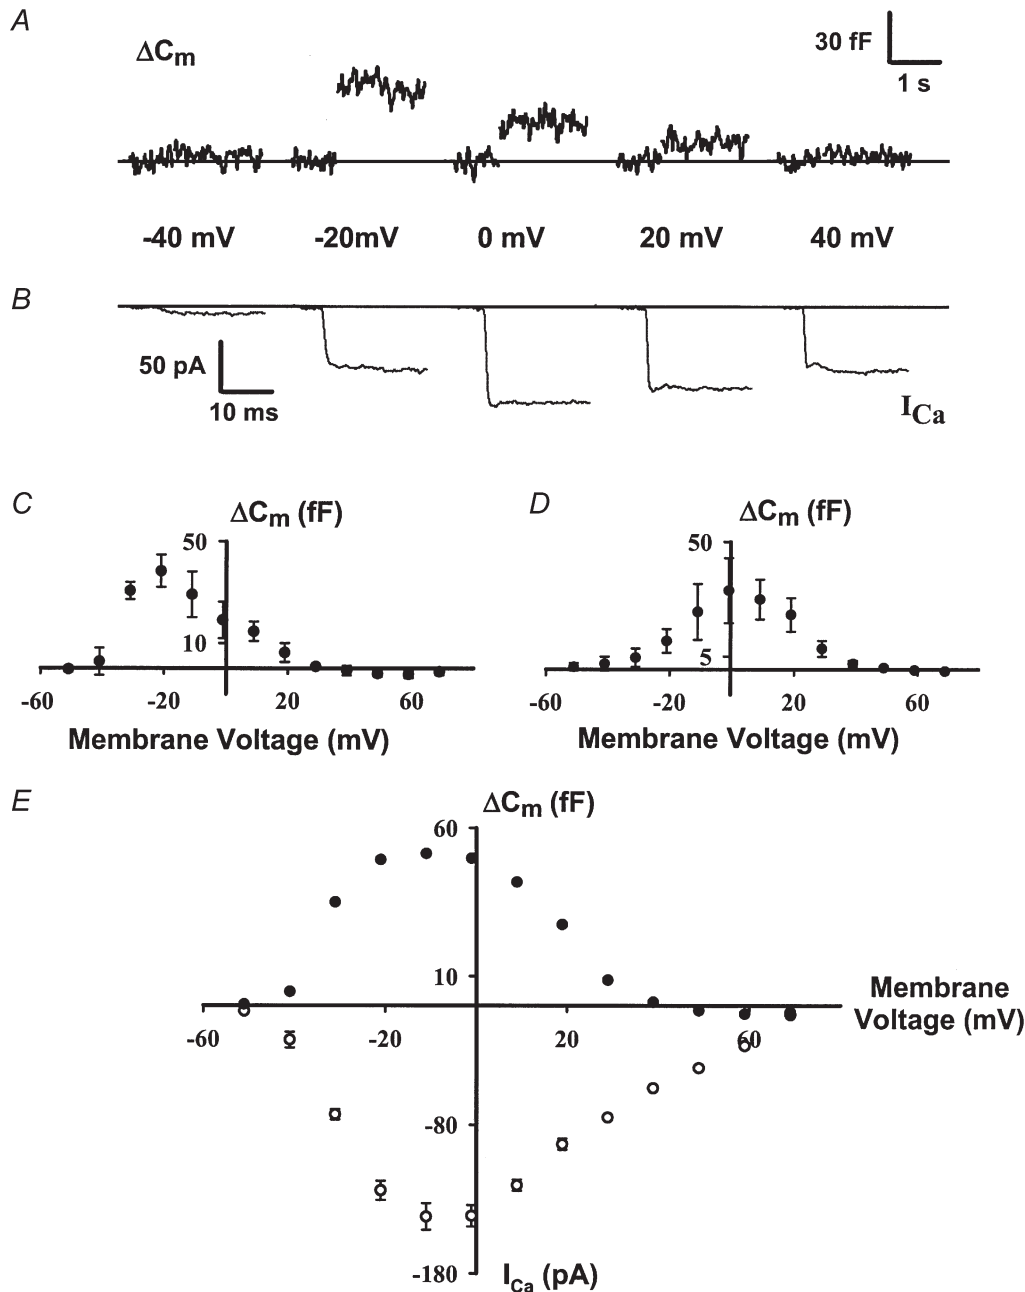 A
ΔCm
30 fF
1 s
-40 mV
-20mV
0 mV
20 mV
40 mV
B
50 pA
10 ms
ICa
C
ΔCm (fF)
50
10
-60
-20
20
60
Membrane Voltage (mV)
D
ΔCm (fF)
50
5
-60
-20
20
60
Membrane Voltage (mV)
E
ΔCm (fF)
60
10
Membrane
Voltage (mV)
-60
-20
20
60
-80
-180
ICa (pA)